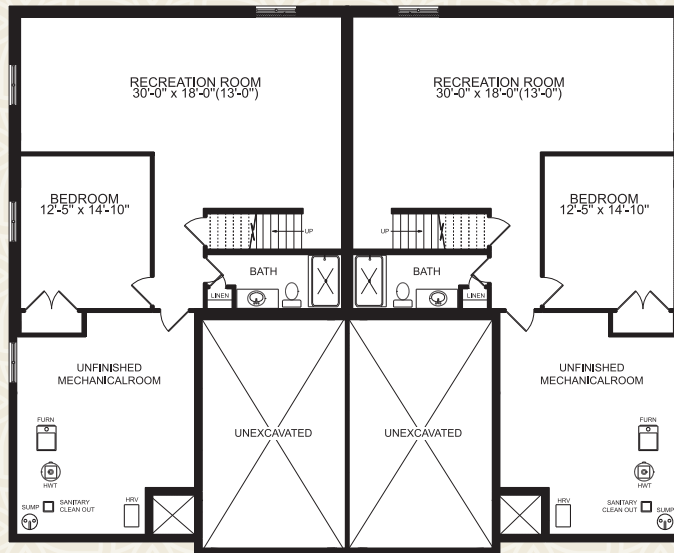 RECREATION ROOM
30'-0" x 18'-0"(13'-0")
RECREATION ROOM
30'-0" x 18'-0"(13'-0")
BEDROOM
12'-5" x 14'-10"
BEDROOM
12'-5" x 14'-10"
UP
UP
BATH
BATH
LINEN
LINEN
UNFINISHED
MECHANICALROOM
UNFINISHED
MECHANICALROOM
FURN
UNEXCAVATED
UNEXCAVATED
FURN
HWT
HWT
SUMP
SANITARY
CLEAN OUT
HRV
HRV
SANITARY
CLEAN OUT
SUMP